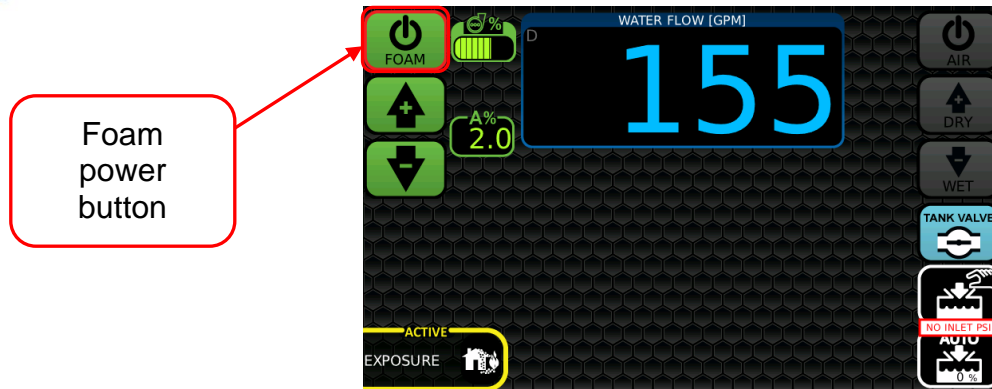 Foam
power
button
FOAM
%
A%
2.0
WATER FLOW [GPM]
D
155
ACTIVE
EXPOSURE
AIR
DRY
WET
TANK VALVE
NO INLET PSI
AUTO
0 %